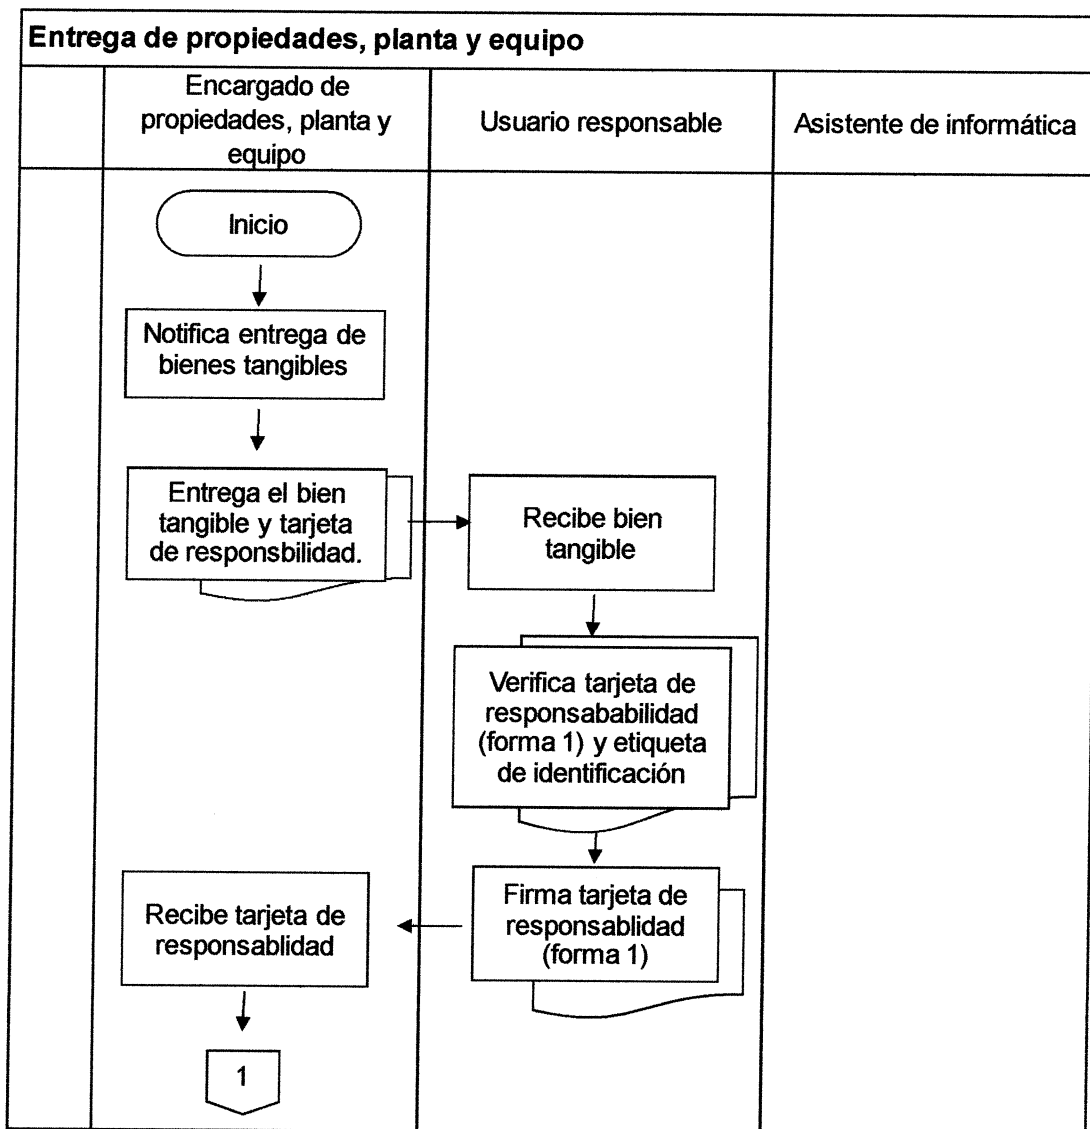 Entrega de propiedades, planta y equipo
Encargado de
propiedades, planta y
equipo
Usuario responsable
Asistente de informática
Inicio
Notifica entrega de
bienes tangibles
Entrega el bien
tangible y tarjeta
de responsbilidad.
Recibe bien
tangible
Verifica tarjeta de
responsababilidad
(forma 1) y etiqueta
de identificación
Firma tarjeta de
responsablidad
(forma 1)
Recibe tarjeta de
responsablidad
1